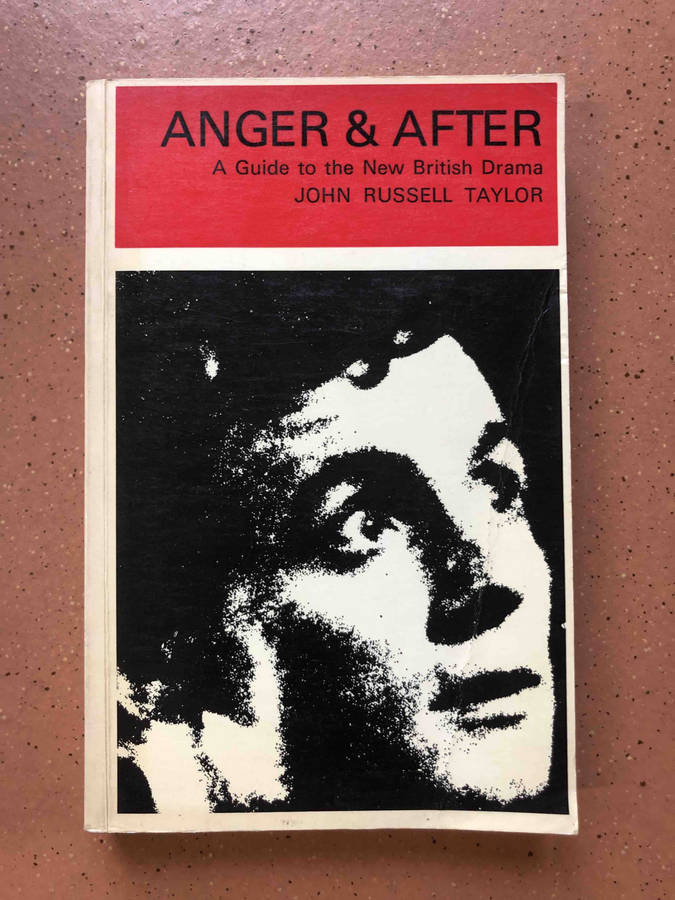 ANGER & AFTER
A Guide to the New British Drama
JOHN RUSSELL TAYLOR